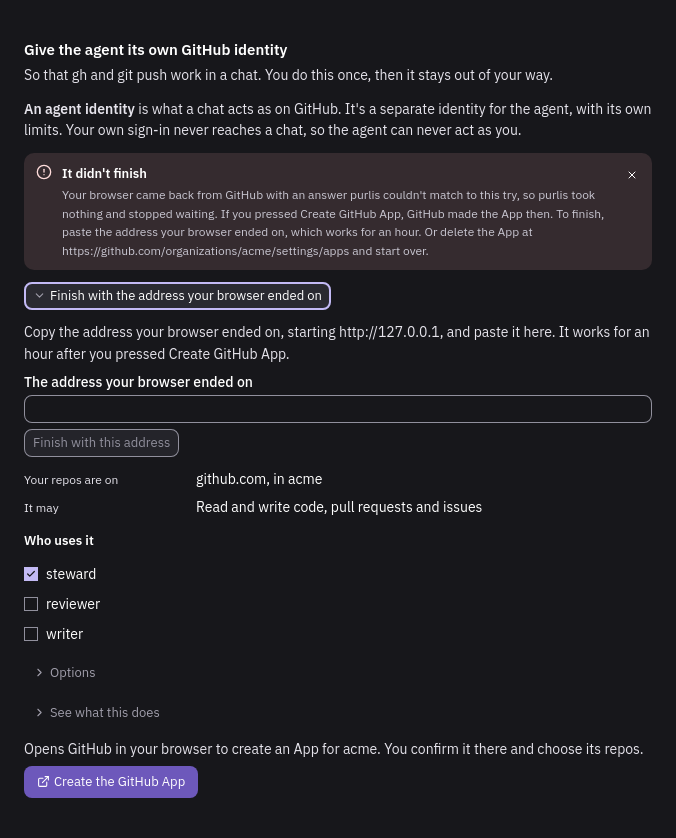 Give the agent its own GitHub identity
So that gh and git push work in a chat. You do this once, then it stays out of your way.
An agent identity is what a chat acts as on GitHub. It's a separate identity for the agent, with its own
limits. Your own sign-in never reaches a chat, so the agent can never act as you.
It didn't finish
Your browser came back from GitHub with an answer purlis couldn't match to this try, so purlis took
nothing and stopped waiting. If you pressed Create GitHub App, GitHub made the App then. To finish,
paste the address your browser ended on, which works for an hour. Or delete the App at
https://github.com/organizations/acme/settings/apps and start over.
Finish with the address your browser ended on
Copy the address your browser ended on, starting http://127.0.0.1, and paste it here. It works for an
hour after you pressed Create GitHub App.
The address your browser ended on
Finish with this address
Your repos are on github.com, in acme
It may Read and write code, pull requests and issues
Who uses it
steward
reviewer
writer
Options
See what this does
Opens GitHub in your browser to create an App for acme. You confirm it there and choose its repos.
Create the GitHub App